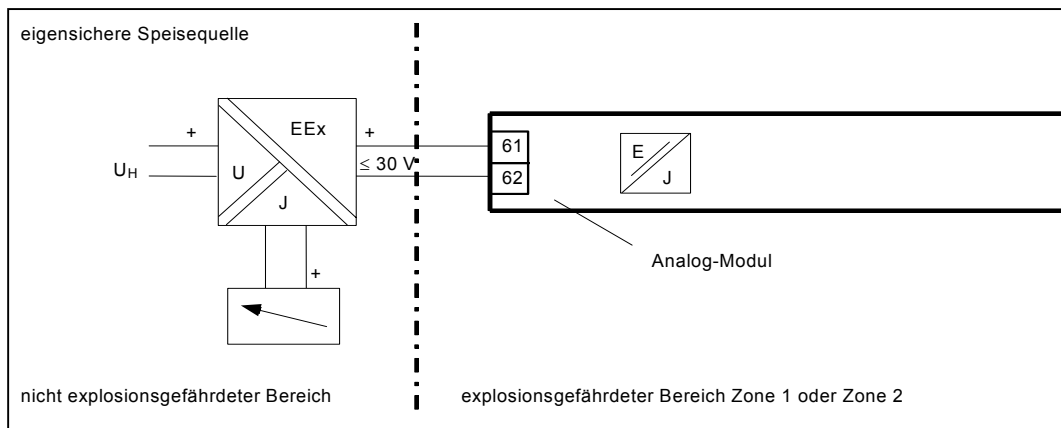 eigensichere Speisequelle
+
EEx
+
U_H
U
≤ 30 V
J
+
61
62
E
J
Analog-Modul
nicht explosionsgefährdeter Bereich
explosionsgefährdeter Bereich Zone 1 oder Zone 2